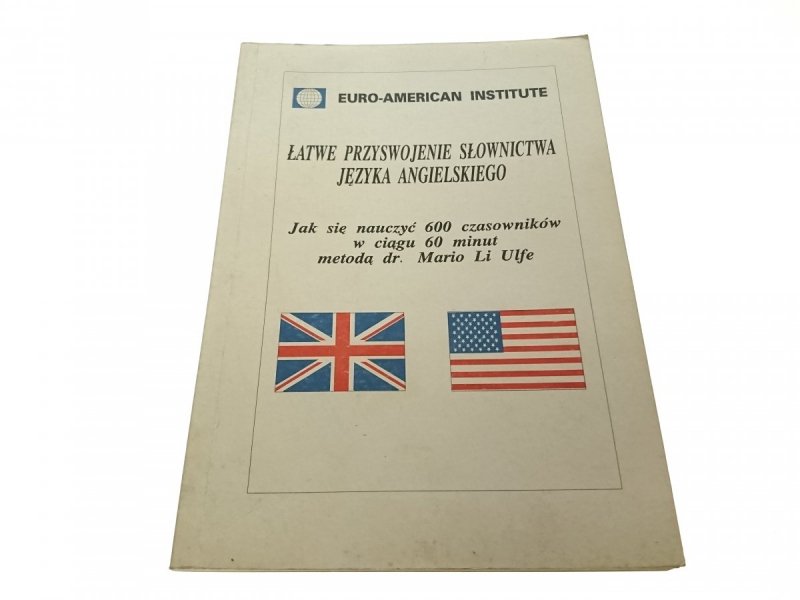 EURO-AMERICAN INSTITUTE
ŁATWE PRZYSWOJENIE SŁOWNICTWA
JĘZYKA ANGIELSKIEGO
Jak się nauczyć 600 czasowników
w ciągu 60 minut
metodą dr. Mario Li Ulfe